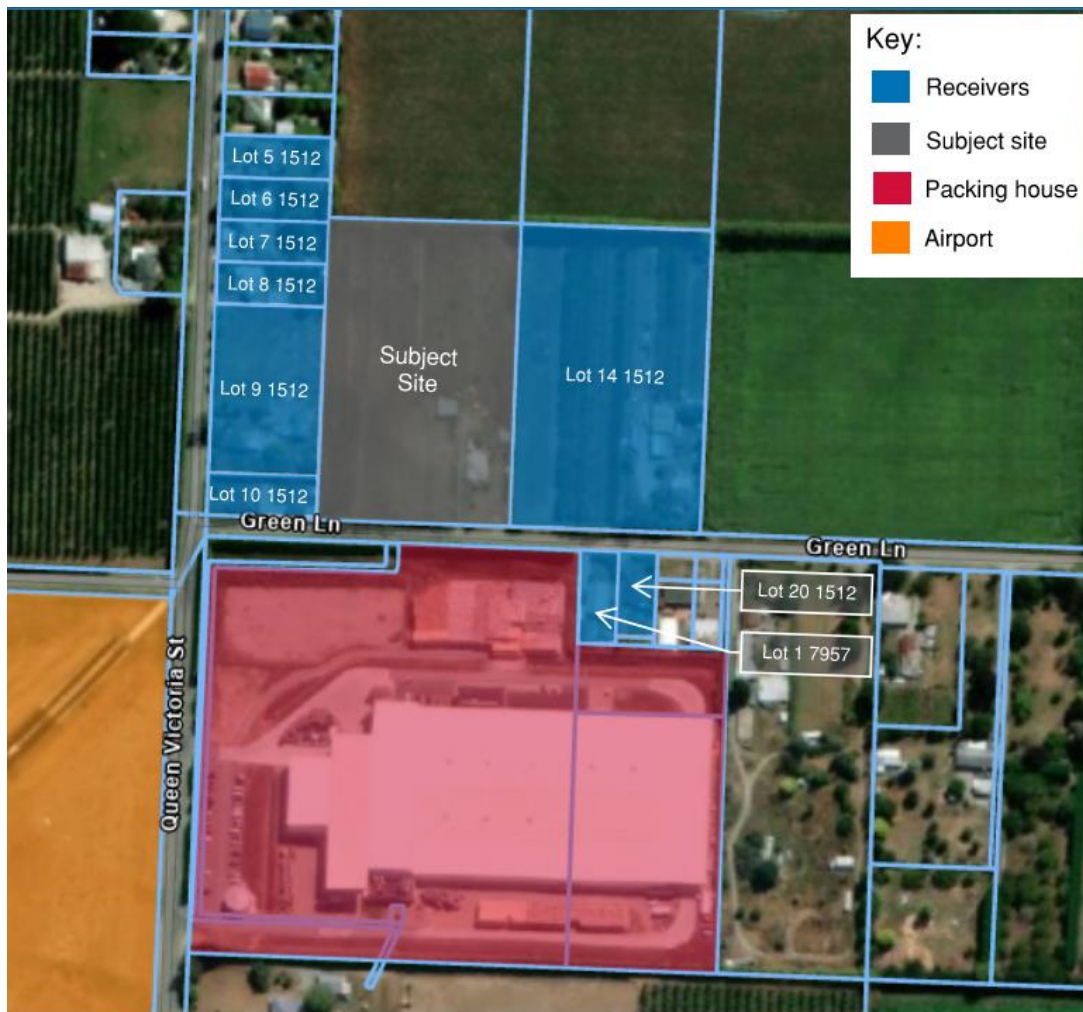 Key:
Receivers
Subject site
Packing house
Airport
Lot 5 1512
Lot 6 1512
Lot 7 1512
Lot 8 1512
Subject
Site
Lot 9 1512
Lot 14 1512
Lot 10 1512
Green Ln
Green Ln
Lot 20 1512
Lot 1 7957
Queen Victoria St